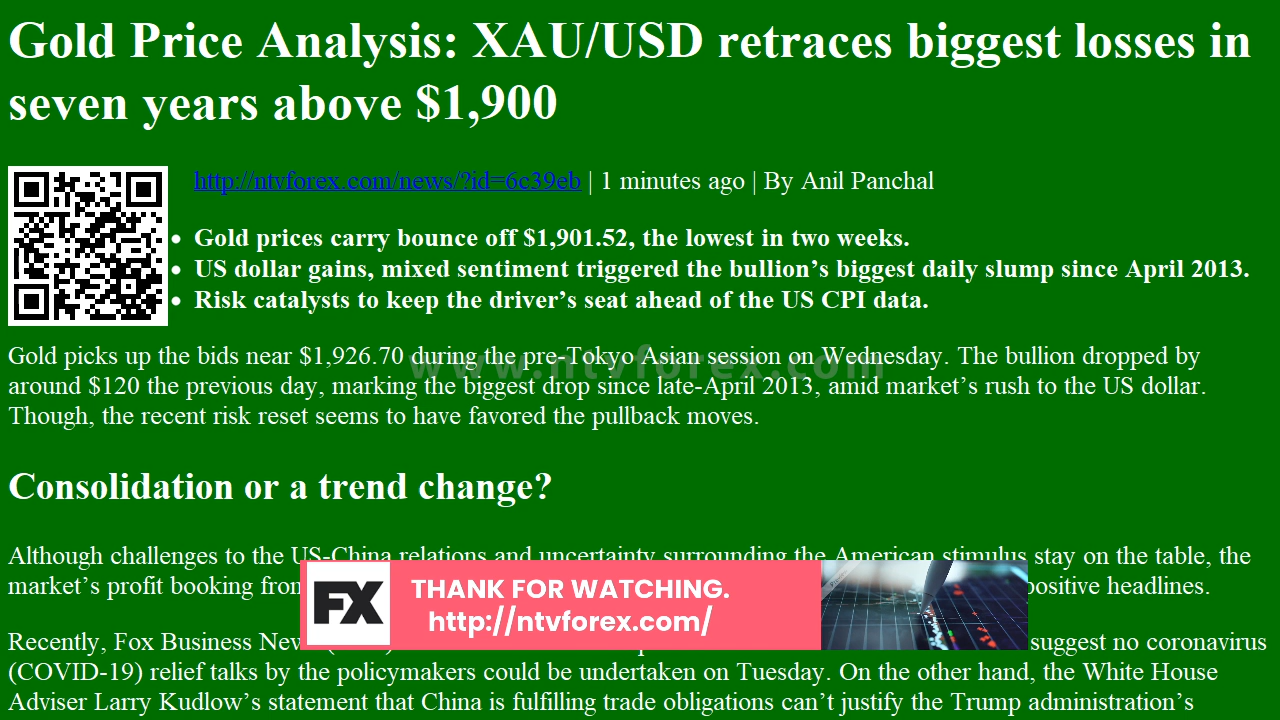 Gold Price Analysis: XAU/USD retraces biggest losses in
seven years above $1,900
http://ntvforex.com/news/?id=6c39eb | 1 minutes ago | By Anil Panchal
• Gold prices carry bounce off $1,901.52, the lowest in two weeks.
• US dollar gains, mixed sentiment triggered the bullion’s biggest daily slump since April 2013.
• Risk catalysts to keep the driver’s seat ahead of the US CPI data.
Gold picks up the bids near $1,926.70 during the pre-Tokyo Asian session on Wednesday. The bullion dropped by
www.ntvforex.com
around $120 the previous day, marking the biggest drop since late-April 2013, amid market’s rush to the US dollar.
Though, the recent risk reset seems to have favored the pullback moves.
Consolidation or a trend change?
Although challenges to the US-China relations and uncertainty surrounding the American stimulus stay on the table, the
market’s profit booking from positive headlines.
FX
THANK FOR WATCHING.
http://ntvforex.com/
Recently, Fox Business News suggest no coronavirus
(COVID-19) relief talks by the policymakers could be undertaken on Tuesday. On the other hand, the White House
Adviser Larry Kudlow’s statement that China is fulfilling trade obligations can’t justify the Trump administration’s